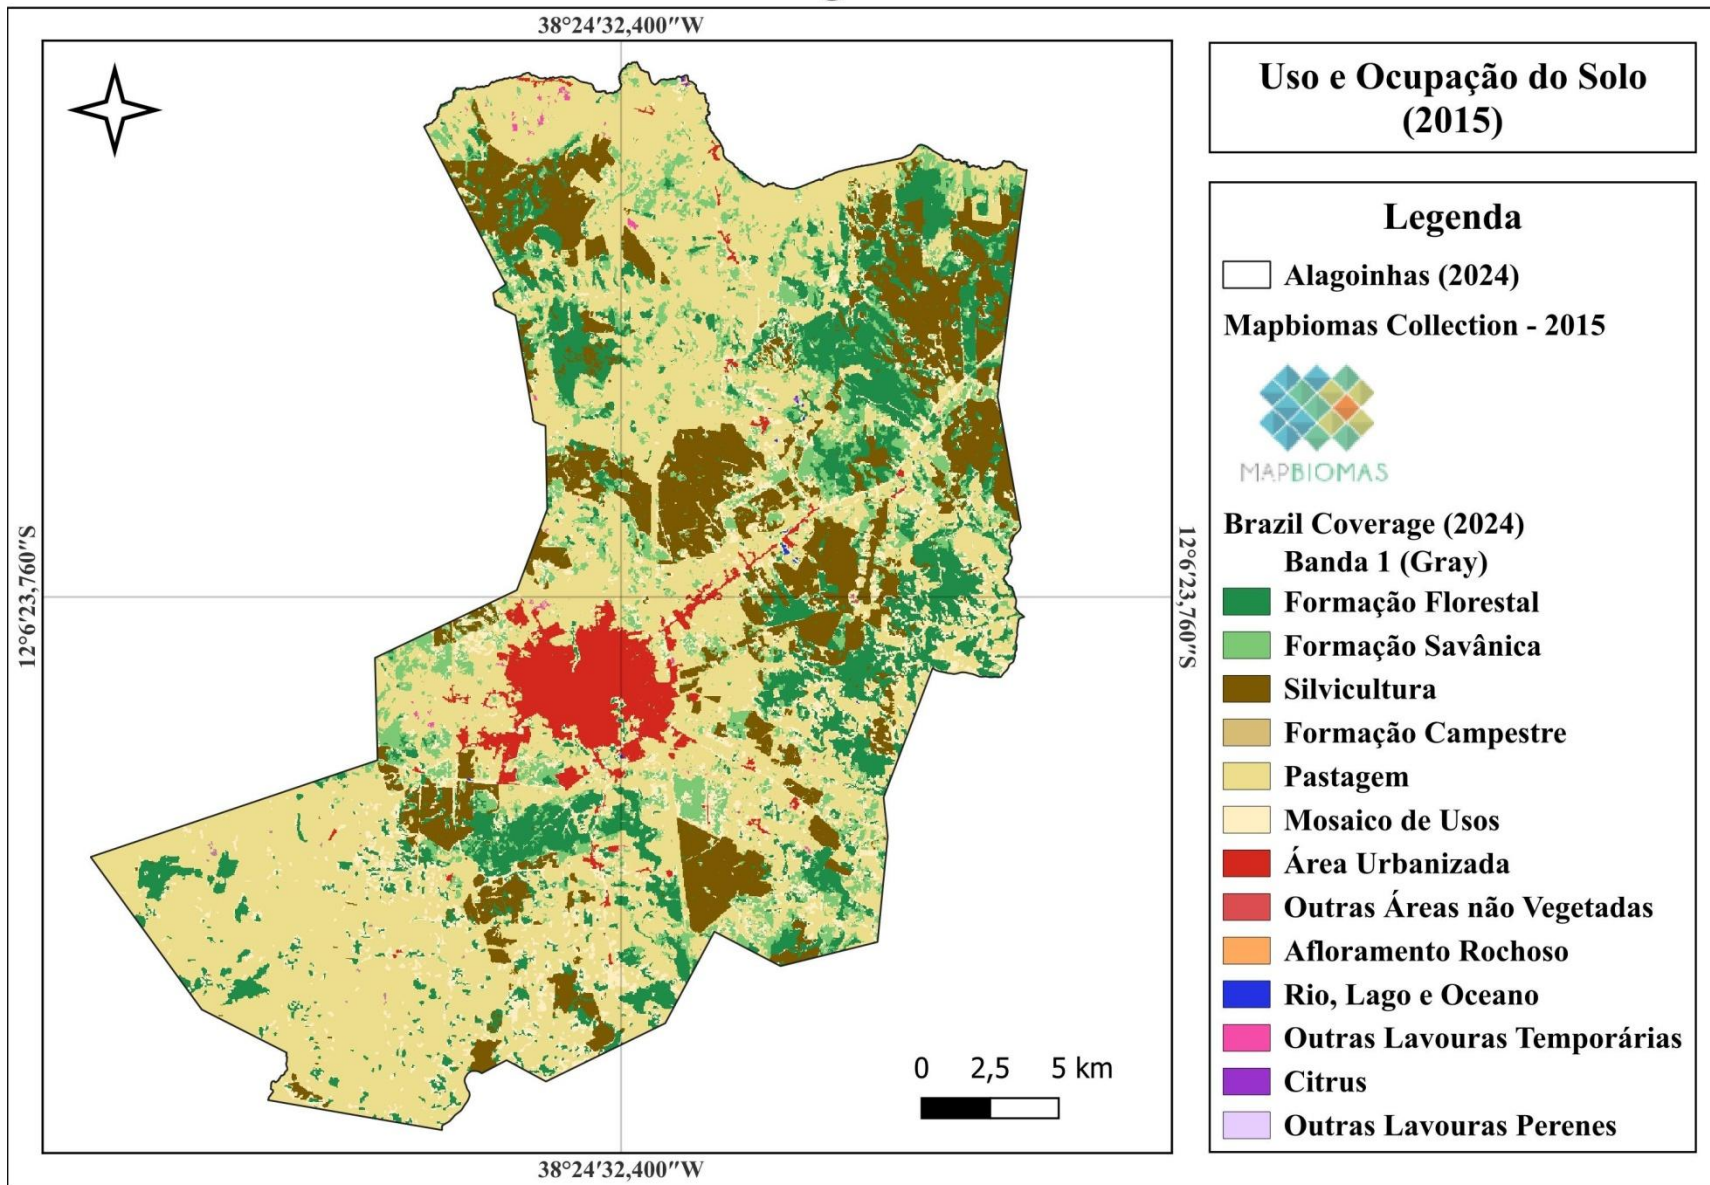 38°24′32,400″W
Uso e Ocupação do Solo
(2015)
Legenda
Alagoinhas (2024)
Mapbiomas Collection - 2015
MAPBIOMAS
12°6′23,760″S
12°6′23,760″S
Brazil Coverage (2024)
Banda 1 (Gray)
Formação Florestal
Formação Savânica
Silvicultura
Formação Campestre
Pastagem
Mosaico de Usos
Área Urbanizada
Outras Áreas não Vegetadas
Afloramento Rochoso
Rio, Lago e Oceano
Outras Lavouras Temporárias
Citrus
Outras Lavouras Perenes
0 2,5 5 km
38°24′32,400″W